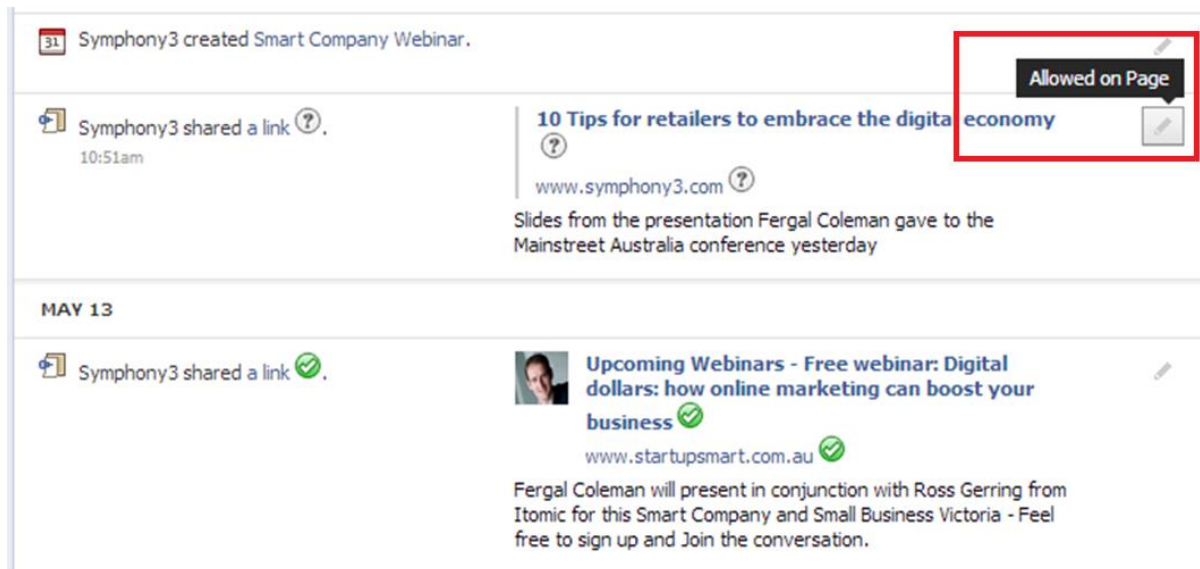 31
Symphony3 created Smart Company Webinar.
Allowed on Page
Symphony3 shared a link ?.
10:51am
10 Tips for retailers to embrace the digital economy
?
www.symphony3.com ?
Slides from the presentation Fergal Coleman gave to the
Mainstreet Australia conference yesterday
MAY 13
Symphony3 shared a link.
Upcoming Webinars - Free webinar: Digital
dollars: how online marketing can boost your
business
www.startupsmart.com.au
Fergal Coleman will present in conjunction with Ross Gerring from
Itomic for this Smart Company and Small Business Victoria - Feel
free to sign up and Join the conversation.